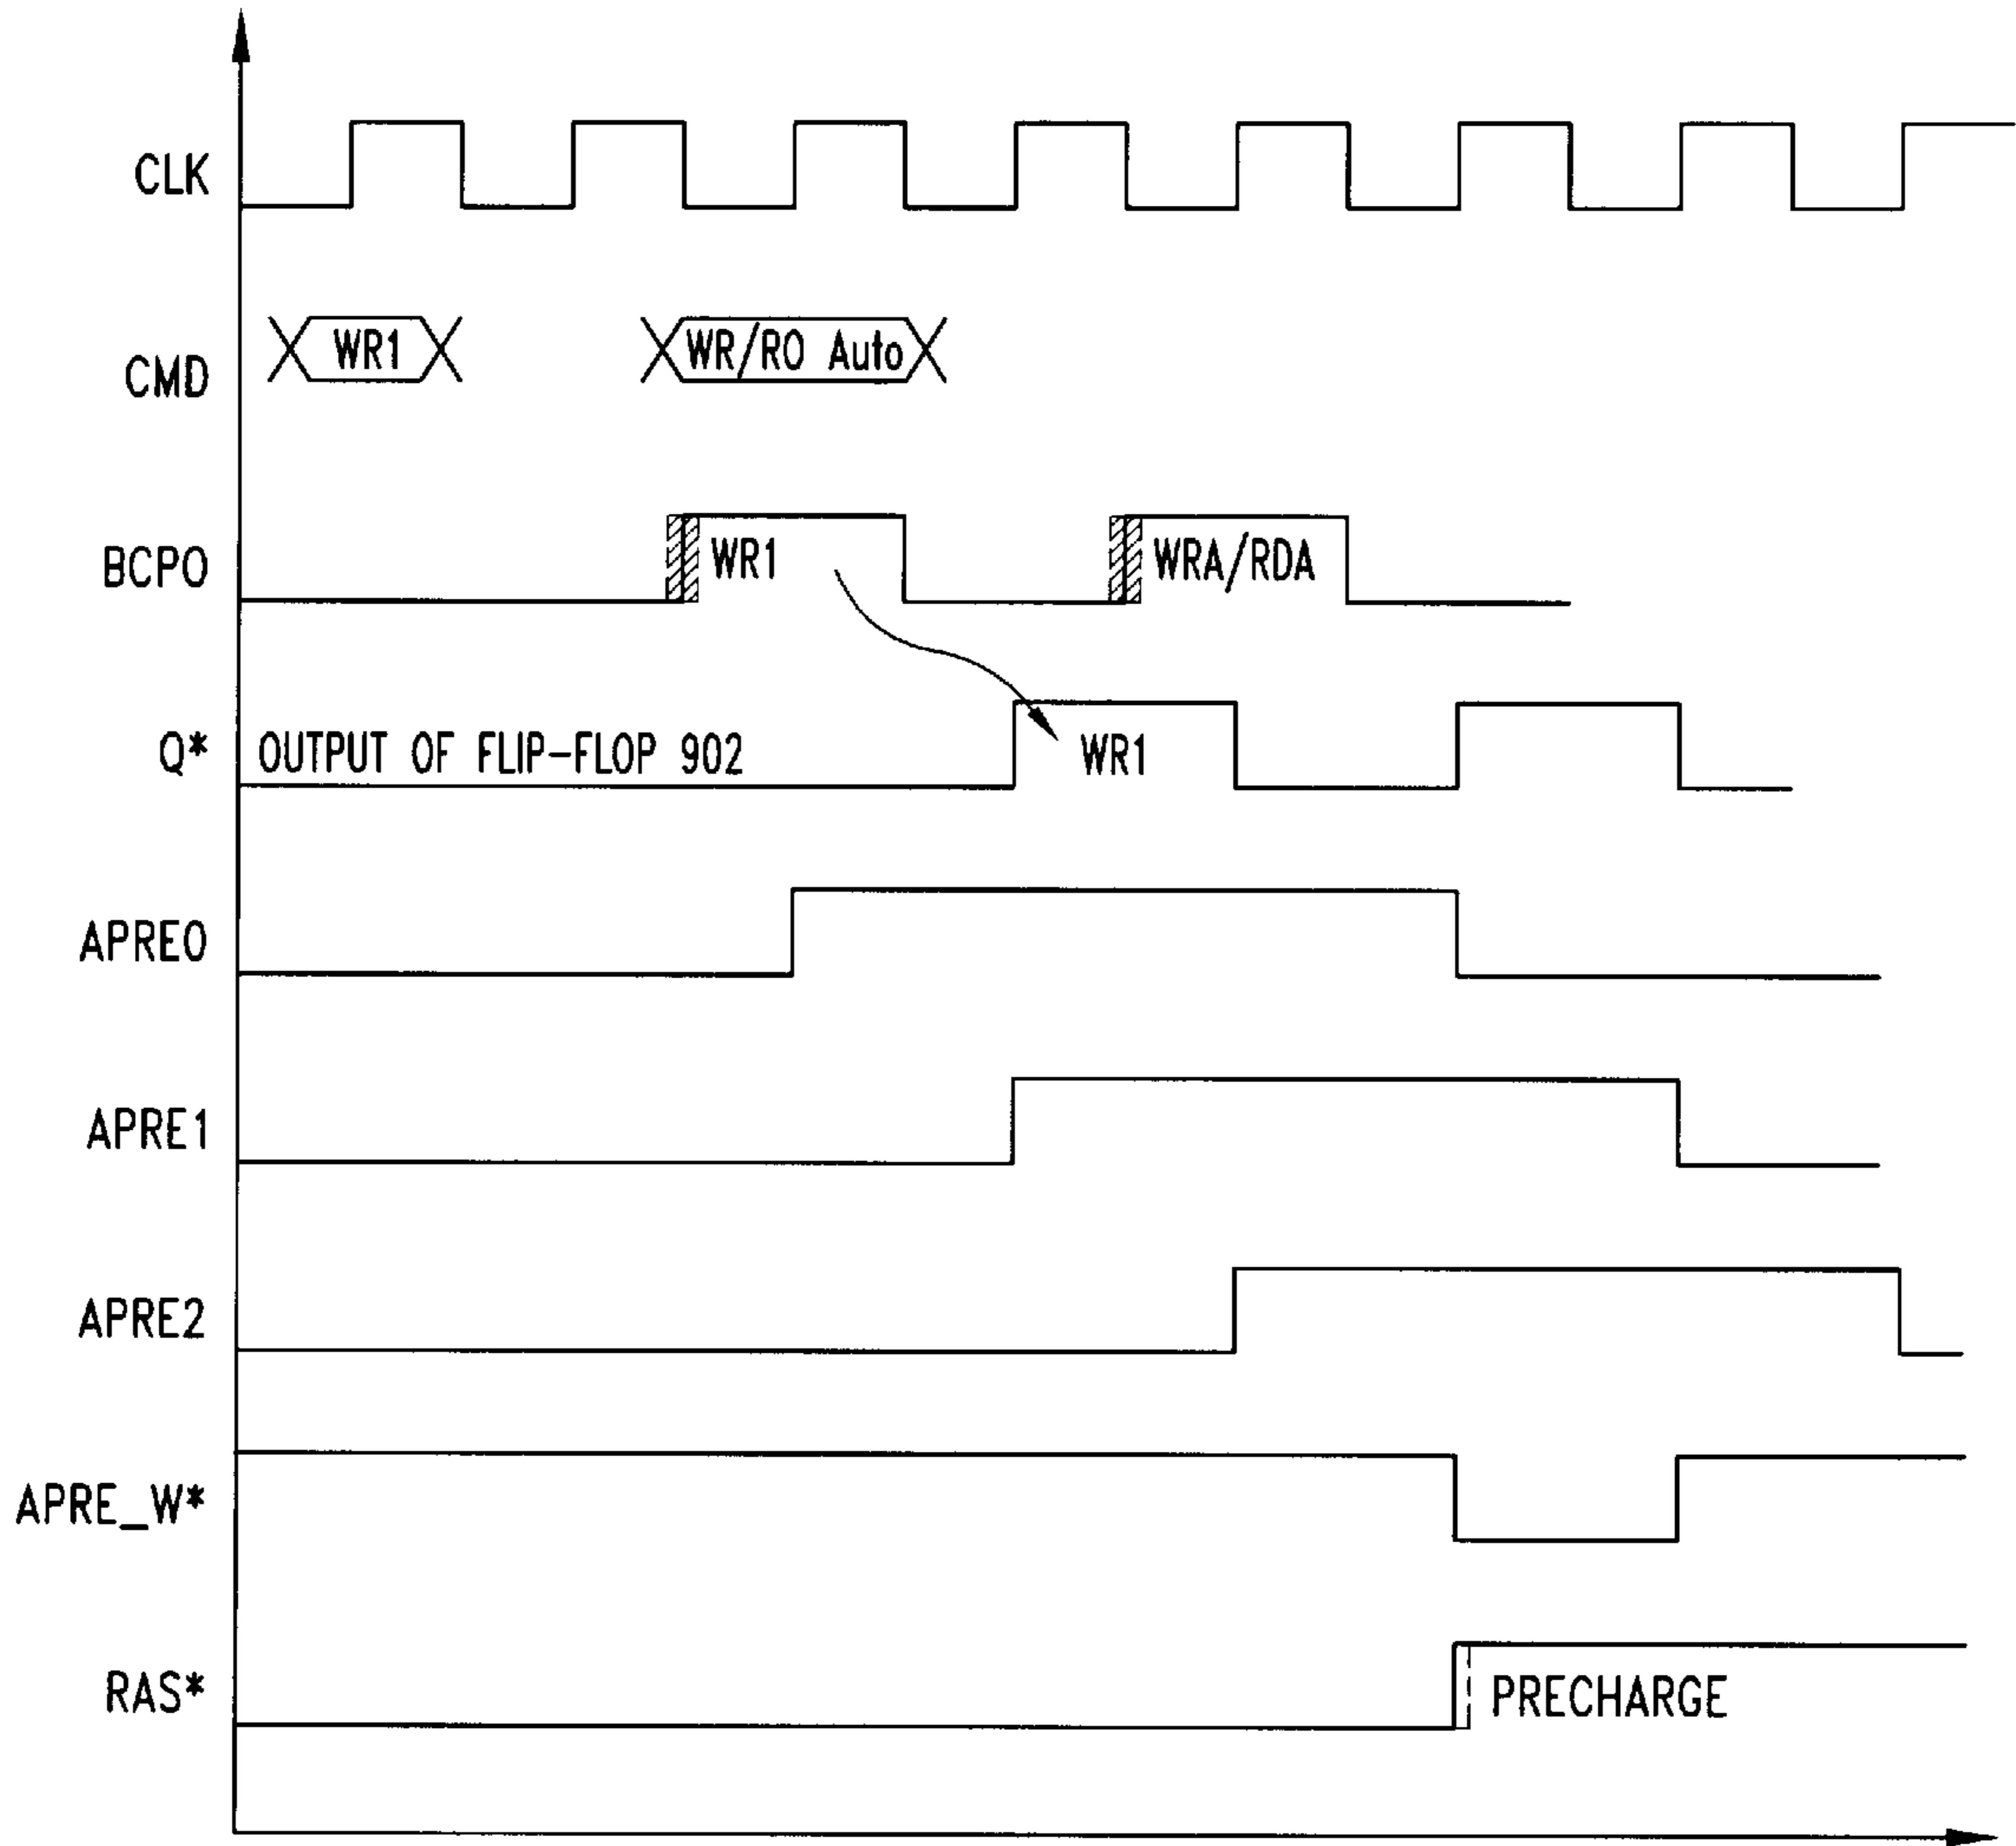 CLK
CMD
WR1
WR/RO Auto
BCPO
WR1
WRA/RDA
Q*
OUTPUT OF FLIP-FLOP 902
WR1
APRE0
APRE1
APRE2
APRE_W*
RAS*
PRECHARGE